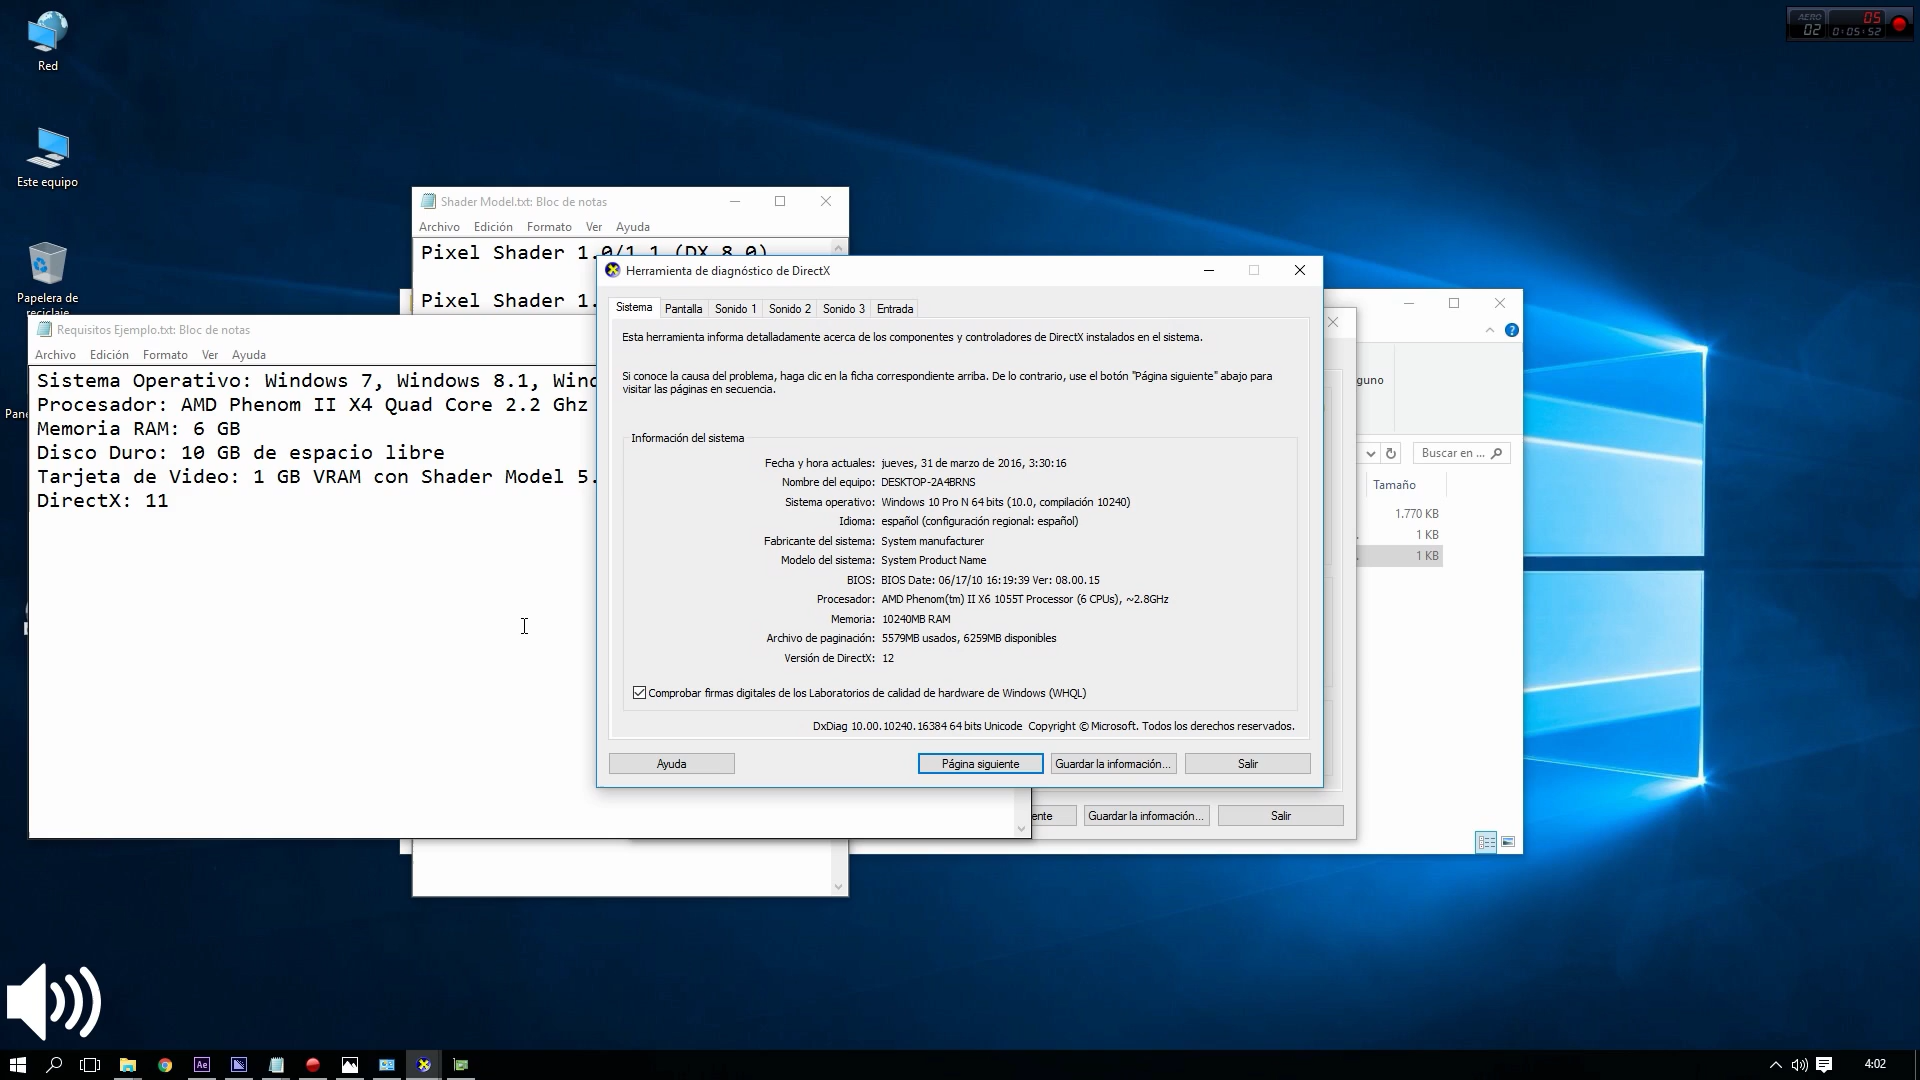 Red
Este equipo
Papelera de
reciclaje
Pane
AERO
02
05
0:05:52
Shader Model.txt: Bloc de notas
Archivo Edición Formato Ver Ayuda
Pixel Shader 1.0/1.1 (DX 8.0)
Pixel Shader 1.
Requisitos Ejemplo.txt: Bloc de notas
Archivo Edición Formato Ver Ayuda
Sistema Operativo: Windows 7, Windows 8.1, Wind
Procesador: AMD Phenom II X4 Quad Core 2.2 Ghz
Memoria RAM: 6 GB
Disco Duro: 10 GB de espacio libre
Tarjeta de Video: 1 GB VRAM con Shader Model 5.
DirectX: 11
Herramienta de diagnóstico de DirectX
Sistema Pantalla Sonido 1 Sonido 2 Sonido 3 Entrada
Esta herramienta informa detalladamente acerca de los componentes y controladores de DirectX instalados en el sistema.
Si conoce la causa del problema, haga clic en la ficha correspondiente arriba. De lo contrario, use el botón "Página siguiente" abajo para
visitar las páginas en secuencia.
Información del sistema
Fecha y hora actuales: jueves, 31 de marzo de 2016, 3:30:16
Nombre del equipo: DESKTOP-2A4BRNS
Sistema operativo: Windows 10 Pro N 64 bits (10.0, compilación 10240)
Idioma: español (configuración regional: español)
Fabricante del sistema: System manufacturer
Modelo del sistema: System Product Name
BIOS: BIOS Date: 06/17/10 16:19:39 Ver: 08.00.15
Procesador: AMD Phenom(tm) II X6 1055T Processor (6 CPUs), ~2.8GHz
Memoria: 10240MB RAM
Archivo de paginación: 5579MB usados, 6259MB disponibles
Versión de DirectX: 12
Comprobar firmas digitales de los Laboratorios de calidad de hardware de Windows (WHQL)
DxDiag 10.00.10240.16384 64 bits Unicode Copyright © Microsoft. Todos los derechos reservados.
Ayuda Página siguiente Guardar la información... Salir
ente Guardar la información... Salir
guno
Buscar en ...
Tamaño
1.770 KB
1 KB
1 KB
Ae
4:02